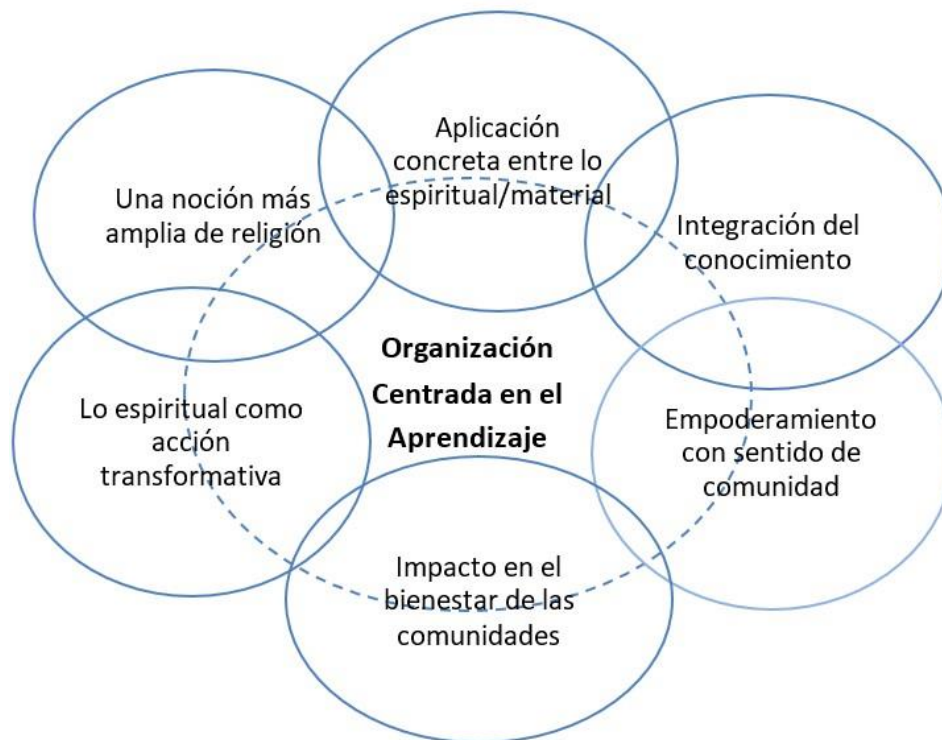 Aplicación
concreta entre lo
espiritual/material
Una noción más
amplia de religión
Integración del
conocimiento
Organización
Centrada en el
Aprendizaje
Lo espiritual como
acción
transformativa
Empoderamiento
con sentido de
comunidad
Impacto en el
bienestar de las
comunidades